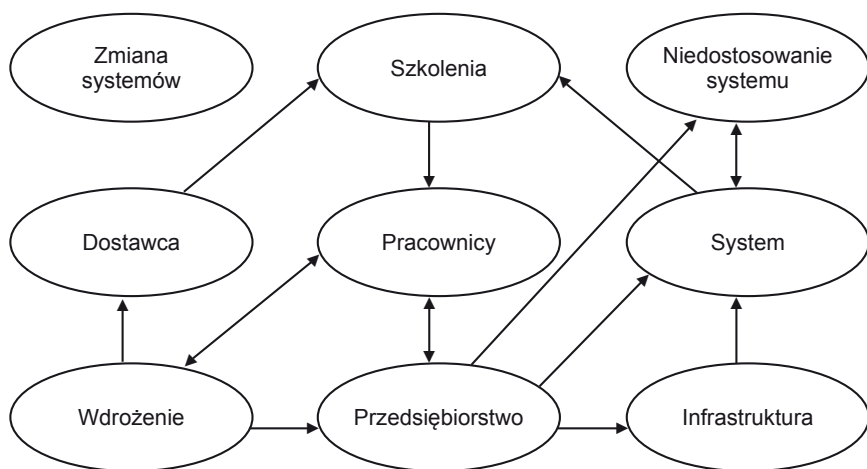 Zmiana
systemów
Szkolenia
Niedostosowanie
systemu
Dostawca
Pracownicy
System
Wdrożenie
Przedsiębiorstwo
Infrastruktura